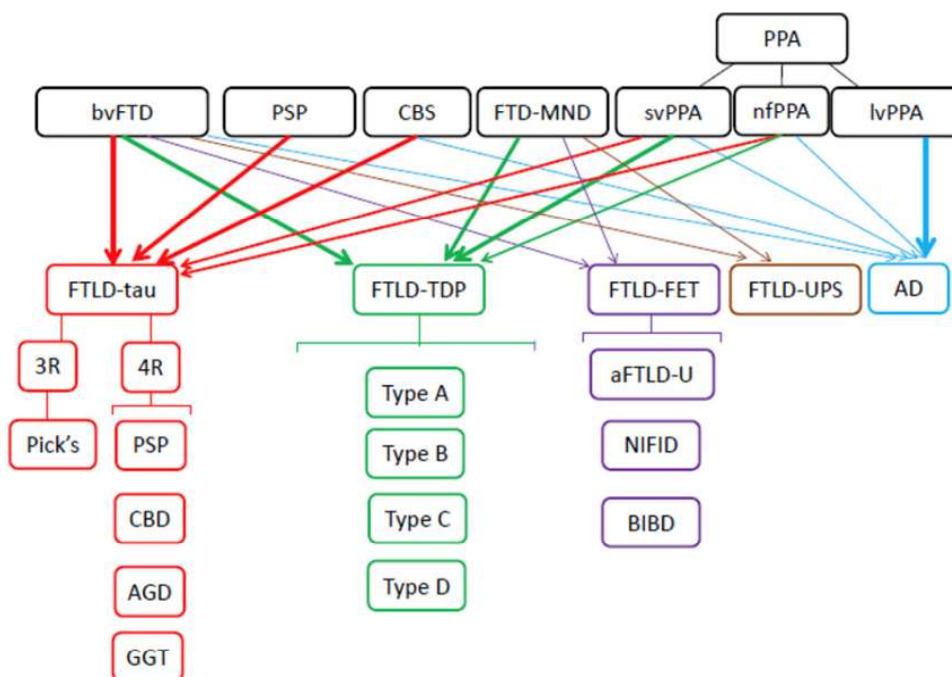 PPA
bvFTD PSP CBS FTD-MND svPPA nfPPA lvPPA
FTLD-tau FTLD-TDP FTLD-FET FTLD-UPS AD
3R 4R aFTLD-U
Type A
Pick's PSP Type B NIFID
CBD Type C BIBD
AGD Type D
GGT